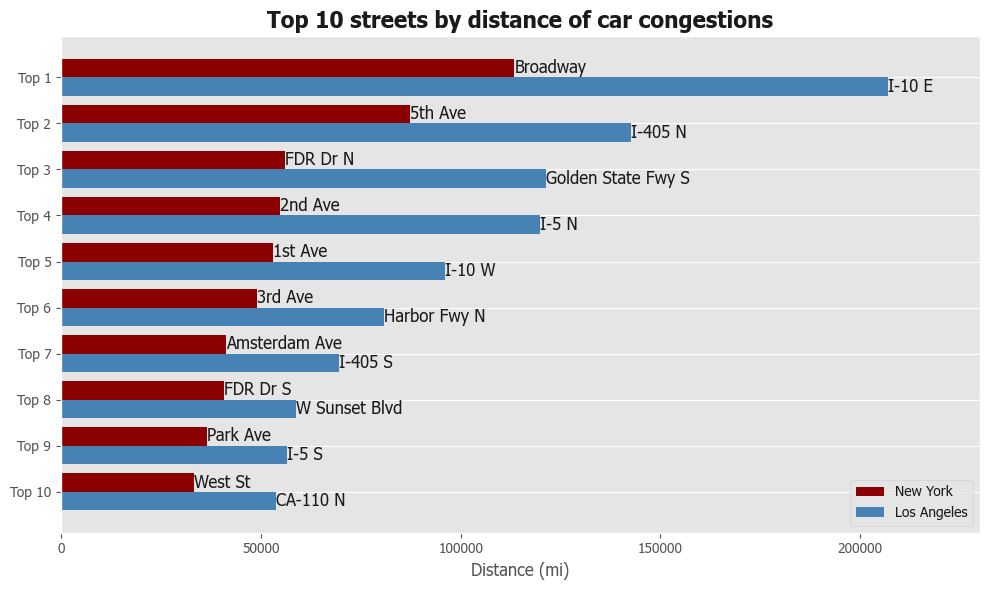 Top 10 streets by distance of car congestions
Top 1
Broadway
I-10 E
Top 2
5th Ave
I-405 N
Top 3
FDR Dr N
Golden State Fwy S
Top 4
2nd Ave
I-5 N
Top 5
1st Ave
I-10 W
Top 6
3rd Ave
Harbor Fwy N
Top 7
Amsterdam Ave
I-405 S
Top 8
FDR Dr S
W Sunset Blvd
Top 9
Park Ave
I-5 S
Top 10
West St
CA-110 N
New York
Los Angeles
0 50000 100000 150000 200000
Distance (mi)